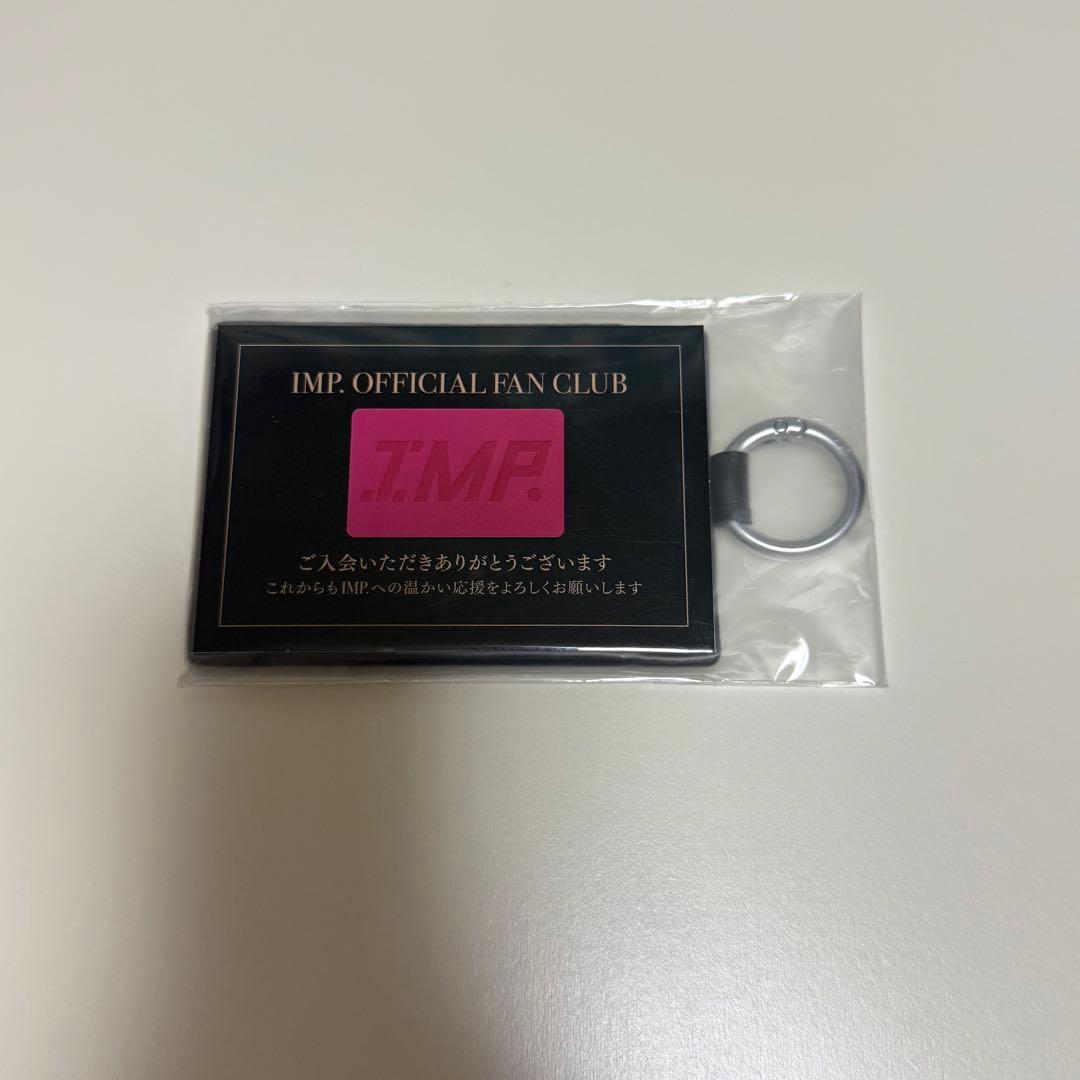 IMP. OFFICIAL FAN CLUB
IMP.
ご入会いただきありがとうございます
これからもIMP.への温かい応援をよろしくお願いします